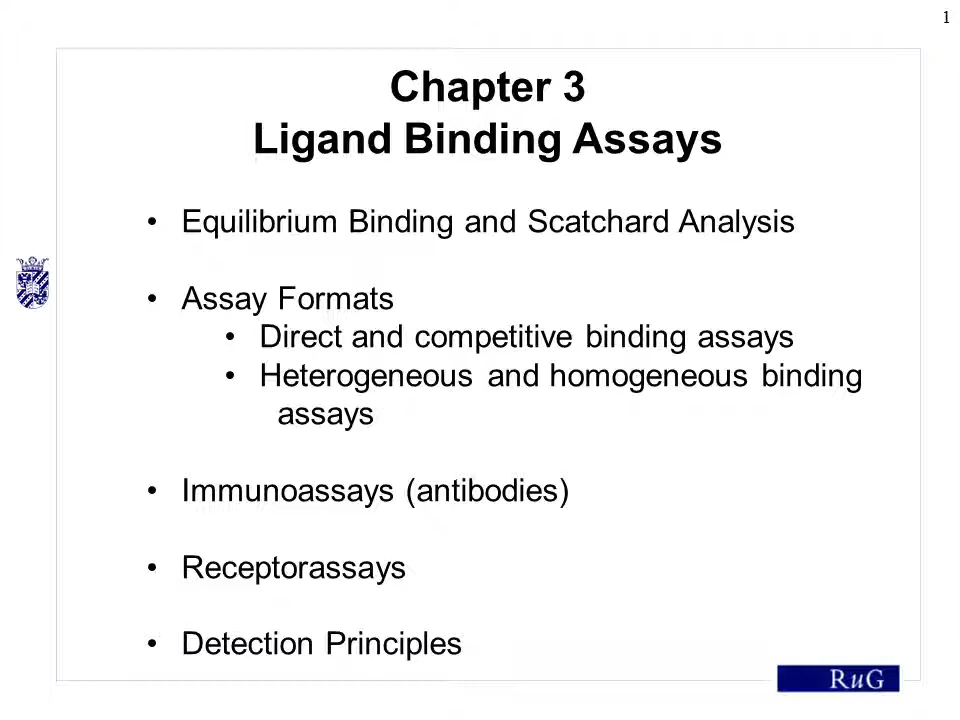 1
Chapter 3
Ligand Binding Assays
• Equilibrium Binding and Scatchard Analysis
• Assay Formats
• Direct and competitive binding assays
• Heterogeneous and homogeneous binding
assays
• Immunoassays (antibodies)
• Receptorassays
• Detection Principles
RuG